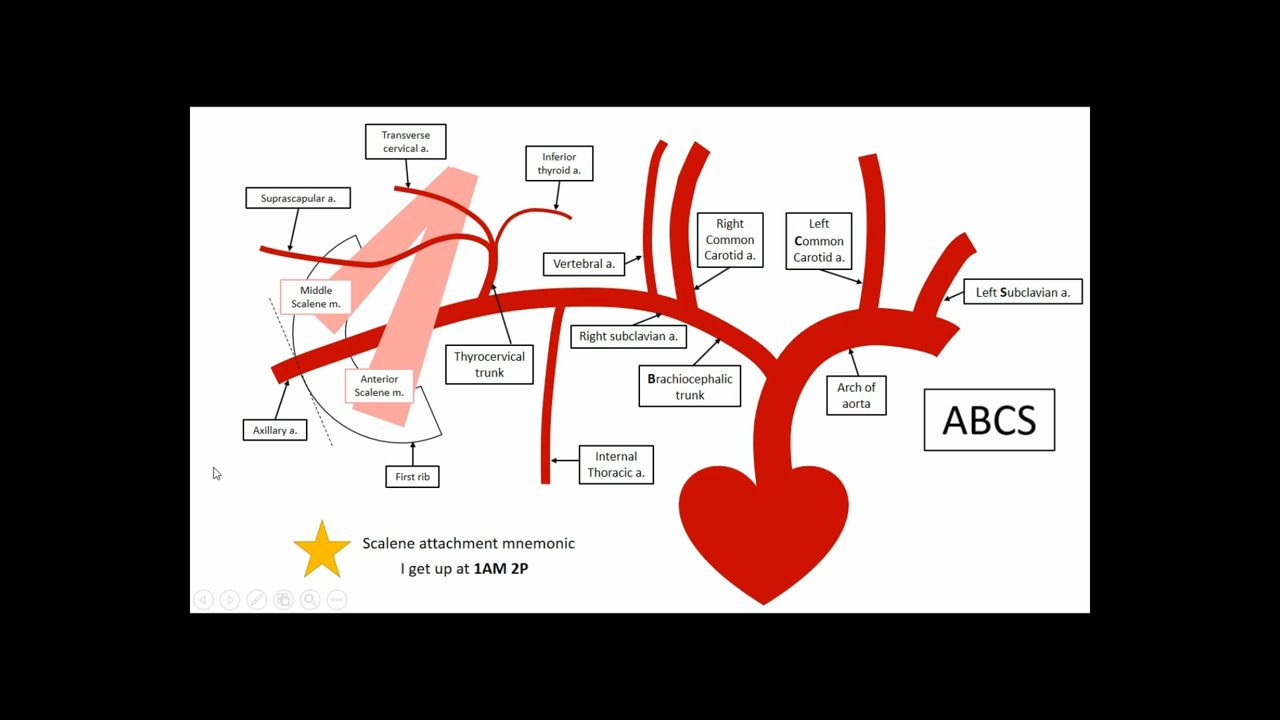 Transverse
cervical a.
Inferior
thyroid a.
Suprascapular a.
Right
Common
Carotid a.
Left
Common
Carotid a.
Vertebral a.
Middle
Scalene m.
Left Subclavian a.
Right subclavian a.
Thyrocervical
trunk
Brachiocephalic
trunk
Anterior
Scalene m.
Arch of
aorta
ABCS
Axillary a.
Internal
Thoracic a.
First rib
Scalene attachment mnemonic
I get up at 1AM 2P